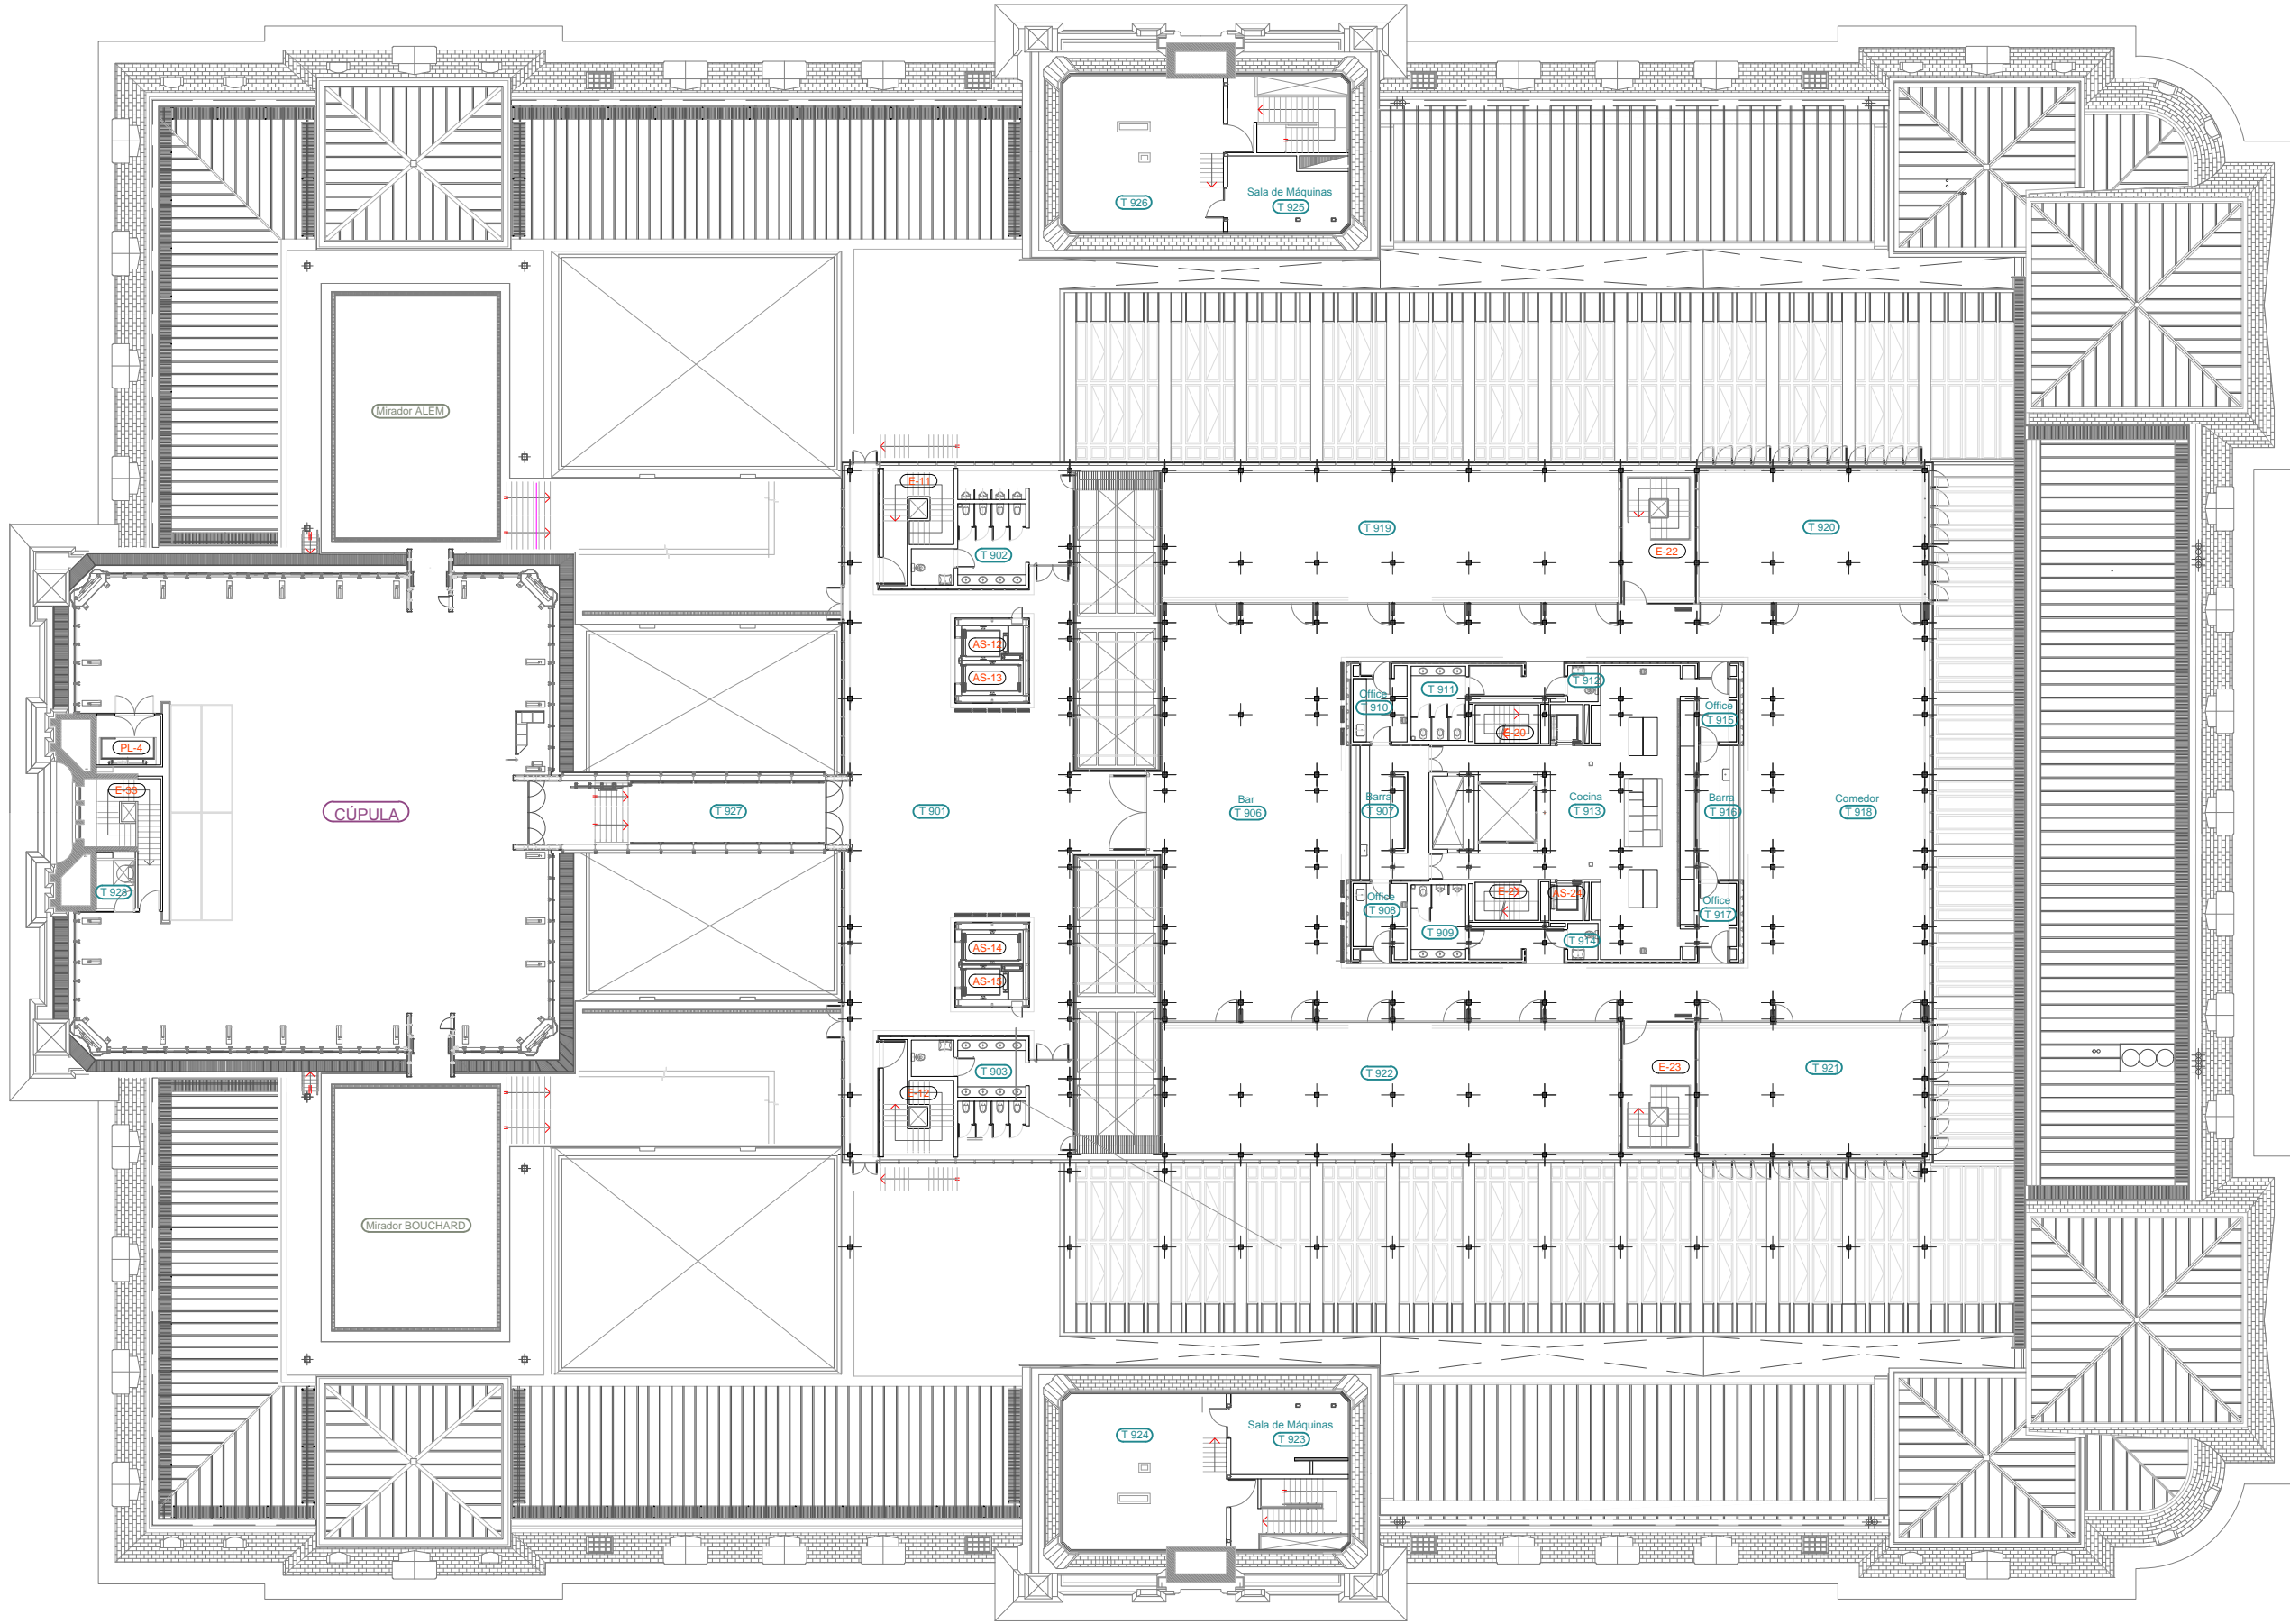 Sala de Máquinas
T 926
T 925
Mirador ALEM
E-11
T 902
T 919
E-22
T 920
AS-12
AS-13
T 911
T 912
Office
T 910
Office
T 915
E-20
PL-4
E-33
CÚPULA
T 927
T 901
Bar
T 906
Barra
T 907
Cocina
T 913
Barra
T 916
Comedor
T 918
T 928
Office
T 908
E-21
AS-24
Office
T 917
T 909
T 914
AS-14
AS-15
T 903
E-12
T 922
E-23
T 921
Mirador BOUCHARD
T 924
Sala de Máquinas
T 923